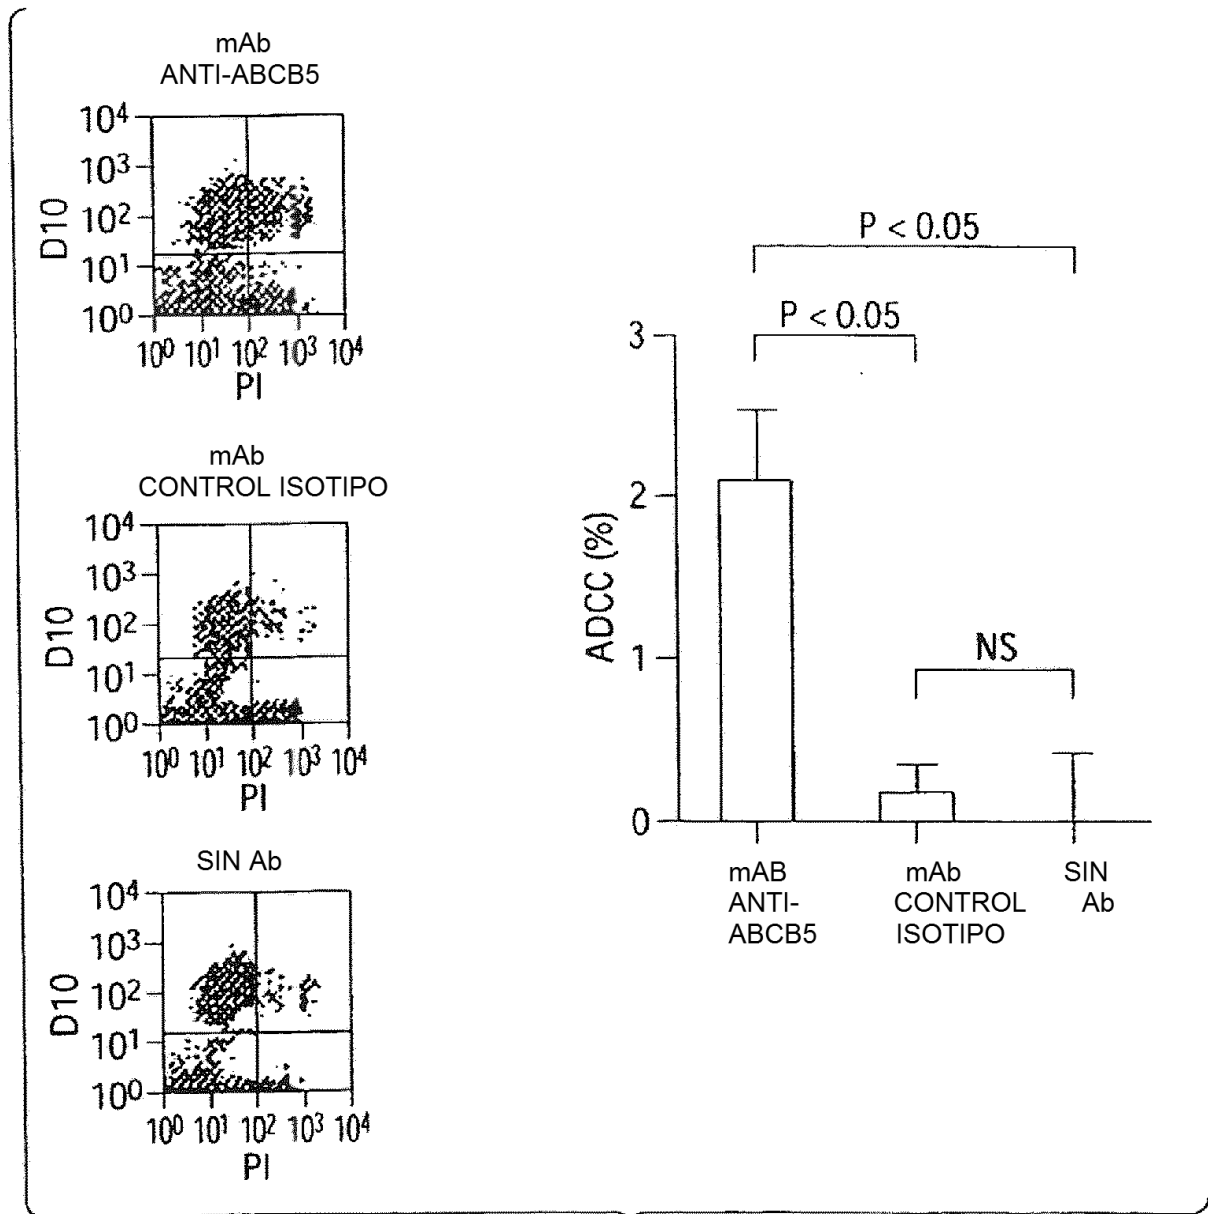 mAb
ANTI-ABCB5
10⁴
10³
10²
10¹
10⁰
D10
10⁰ 10¹ 10² 10³ 10⁴
PI
mAb
CONTROL ISOTIPO
10⁴
10³
10²
10¹
10⁰
D10
10⁰ 10¹ 10² 10³ 10⁴
PI
SIN Ab
10⁴
10³
10²
10¹
10⁰
D10
10⁰ 10¹ 10² 10³ 10⁴
PI
P < 0.05
P < 0.05
3
2
1
0
ADCC (%)
NS
mAB
ANTI-
ABCB5
mAb
CONTROL
ISOTIPO
SIN
Ab